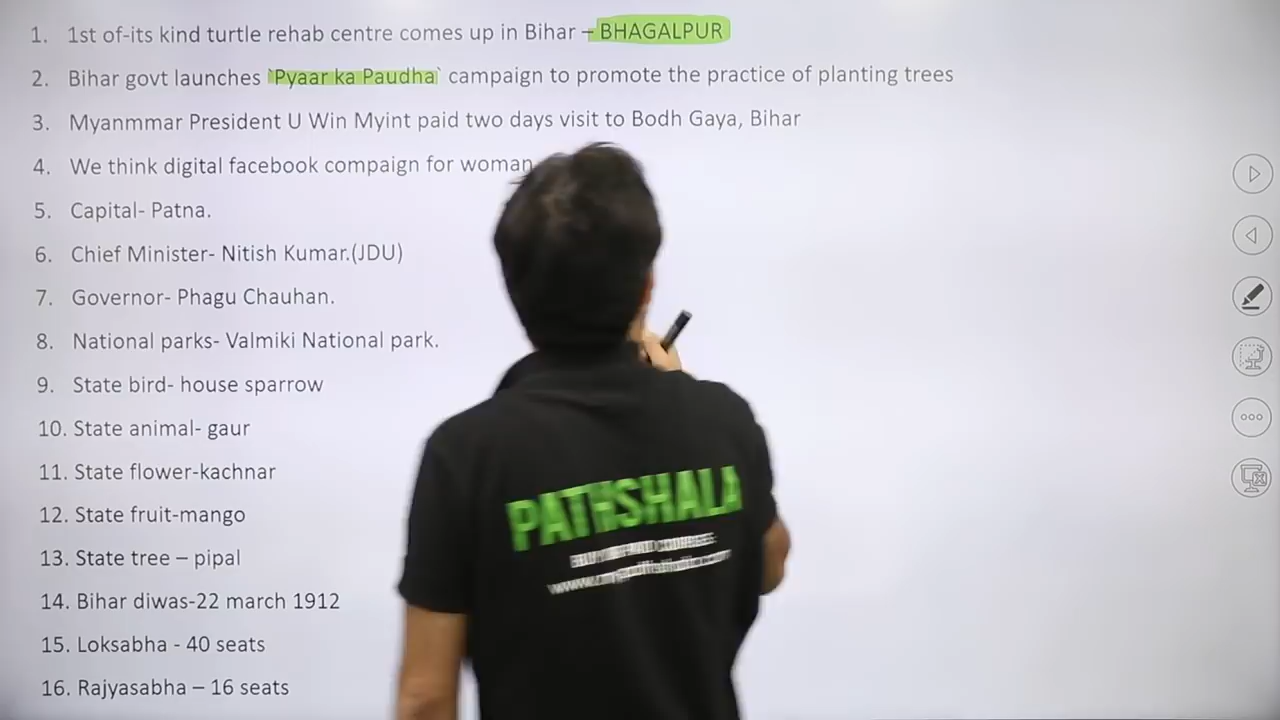 1. 1st of-its kind turtle rehab centre comes up in Bihar – BHAGALPUR
2. Bihar govt launches `Pyaar ka Paudha` campaign to promote the practice of planting trees
3. Myanmmar President U Win Myint paid two days visit to Bodh Gaya, Bihar
4. We think digital facebook compaign for woman
5. Capital- Patna.
6. Chief Minister- Nitish Kumar.(JDU)
7. Governor- Phagu Chauhan.
8. National parks- Valmiki National park.
9. State bird- house sparrow
10. State animal- gaur
11. State flower-kachnar
12. State fruit-mango
13. State tree – pipal
14. Bihar diwas-22 march 1912
15. Loksabha - 40 seats
16. Rajyasabha – 16 seats
PATHSHALA